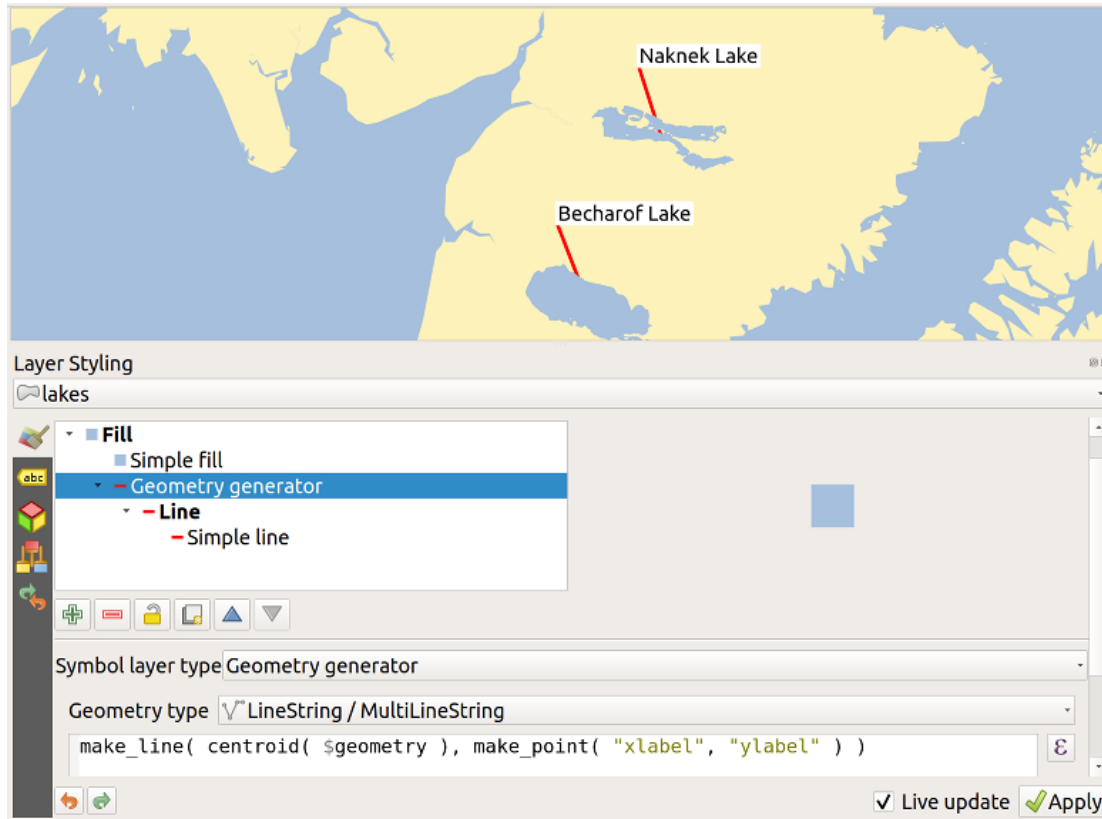 Naknek Lake
Becharof Lake
Layer Styling
lakes
Fill
Simple fill
abc
Geometry generator
Line
Simple line
Symbol layer type Geometry generator
Geometry type LineString / MultiLineString
make_line( centroid( $geometry ), make_point( "xlabel", "ylabel" ) )
ε
Live update Apply